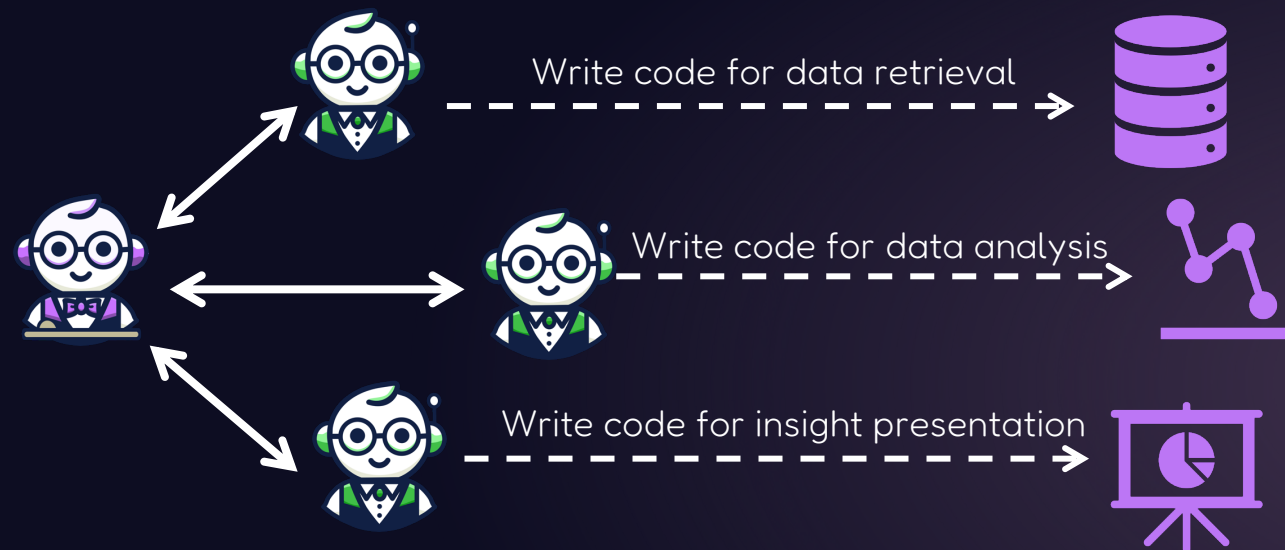 Write code for data retrieval
Write code for data analysis
Write code for insight presentation